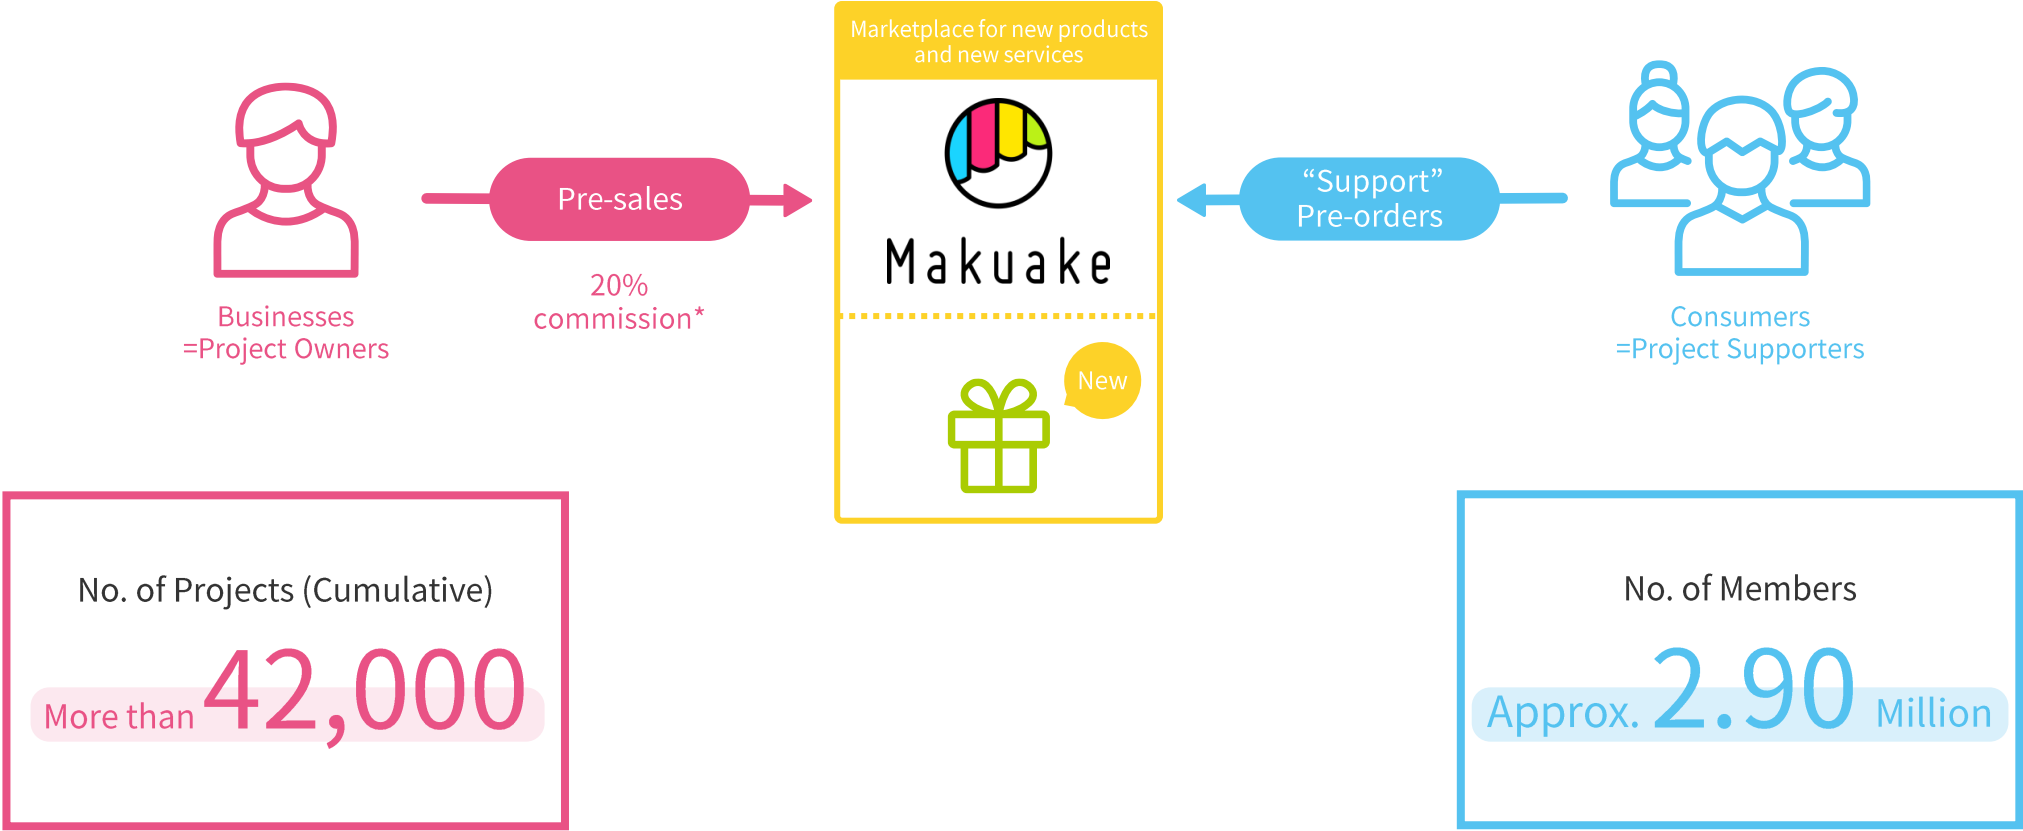 Marketplace for new products
and new services
Makuake
New
Pre-sales
20%
commission*
Businesses
=Project Owners
“Support”
Pre-orders
Consumers
=Project Supporters
No. of Projects (Cumulative)
More than 42,000
No. of Members
Approx. 2.90 Million